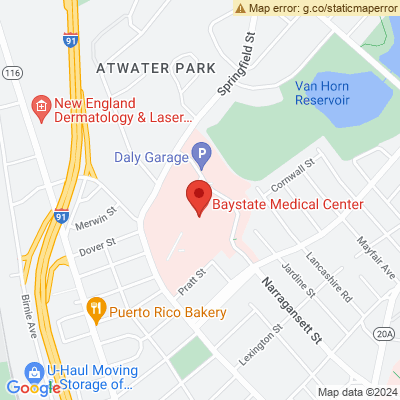 Map error: g.co/staticmaperror
91
116
ATWATER PARK
Springfield St
Van Horn
Reservoir
New England
Dermatology & Laser...
Daly Garage
P
Cornwall St
Baystate Medical Center
91
Merwin St
Dover St
Mayfair Ave
Lancashire Rd
Jardine St
Pratt St
Narragansett St
Birnie Ave
Puerto Rico Bakery
20A
Lexington St
U-Haul Moving
& Storage of...
Google
Map data ©2024